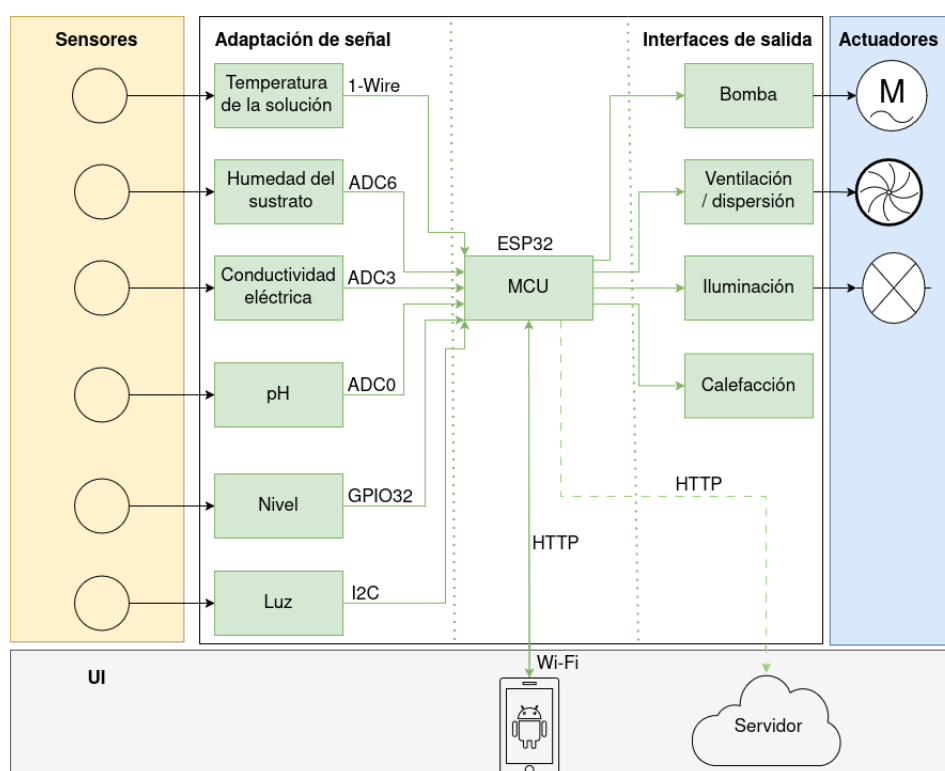 Sensores
Adaptación de señal
Interfaces de salida
Actuadores
Temperatura
de la solución
1-Wire
Bomba
M
Humedad del
sustrato
ADC6
Ventilación
/ dispersión
ESP32
MCU
Conductividad
eléctrica
ADC3
Iluminación
pH
ADC0
Calefacción
Nivel
GPIO32
HTTP
HTTP
Luz
I2C
UI
Wi-Fi
Servidor